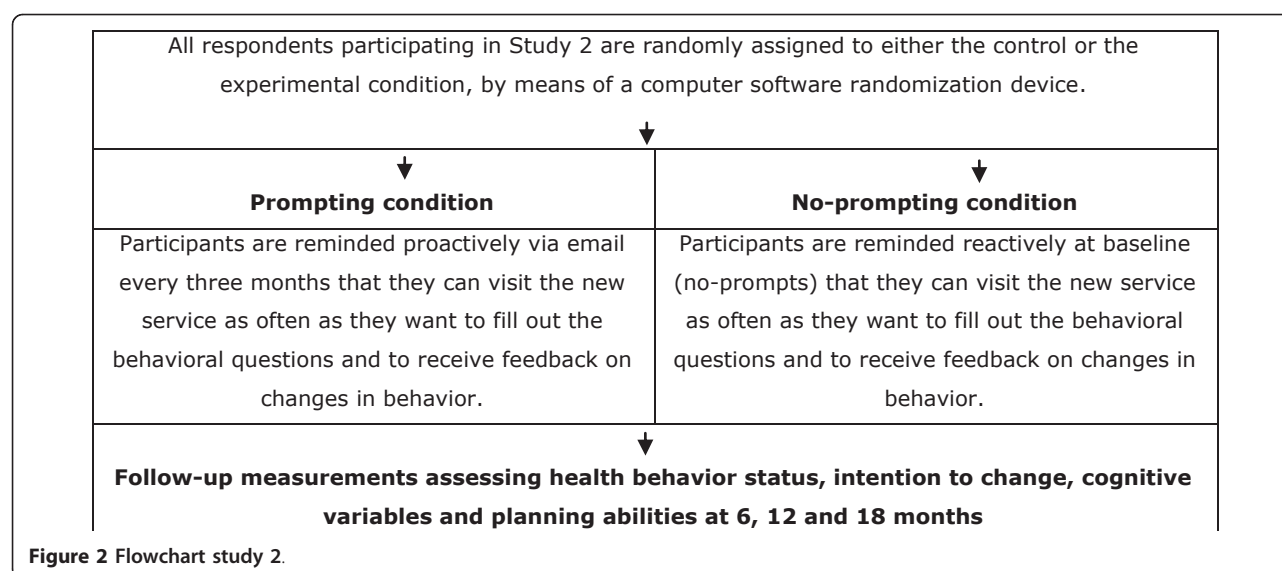 All respondents participating in Study 2 are randomly assigned to either the control or the
experimental condition, by means of a computer software randomization device.
Prompting condition
No-prompting condition
Participants are reminded proactively via email
every three months that they can visit the new
service as often as they want to fill out the
behavioral questions and to receive feedback on
changes in behavior.
Participants are reminded reactively at baseline
(no-prompts) that they can visit the new service
as often as they want to fill out the behavioral
questions and to receive feedback on changes in
behavior.
Follow-up measurements assessing health behavior status, intention to change, cognitive
variables and planning abilities at 6, 12 and 18 months
Figure 2 Flowchart study 2.